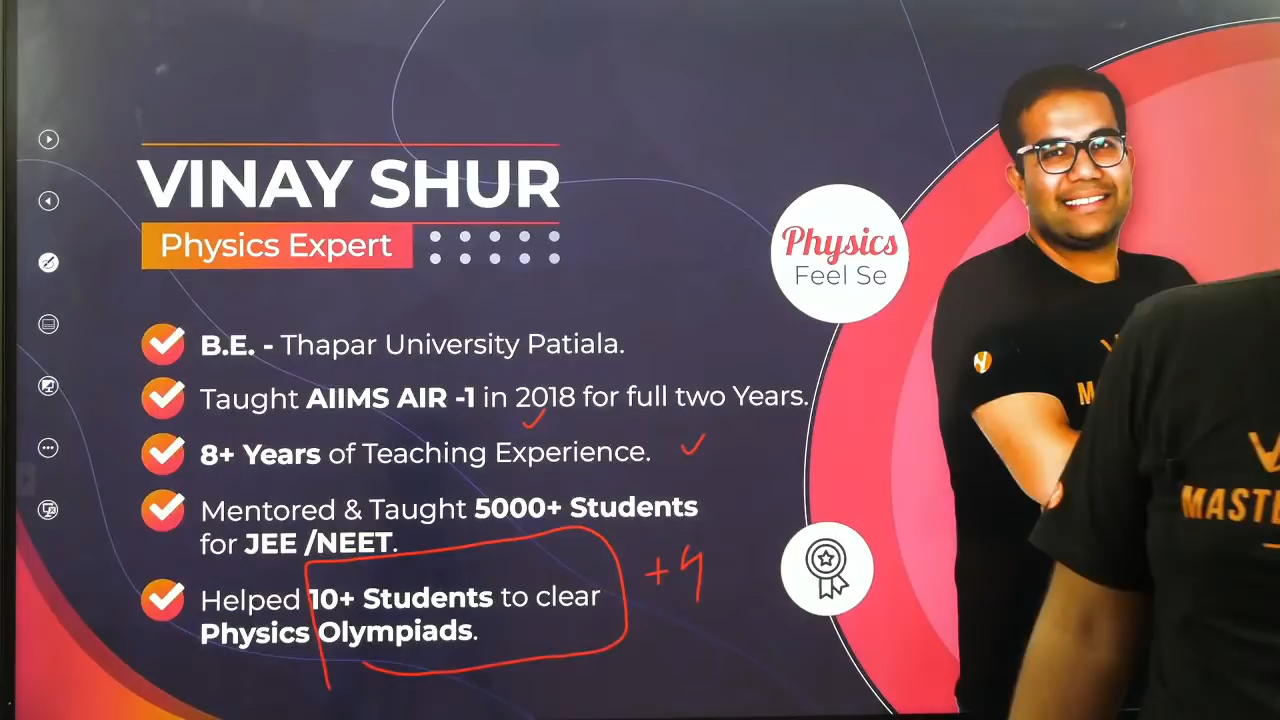 VINAY SHUR
Physics Expert
Physics
Feel Se
B.E. - Thapar University Patiala.
Taught AIIMS AIR -1 in 2018 for full two Years.
8+ Years of Teaching Experience.
Mentored & Taught 5000+ Students
for JEE /NEET.
Helped 10+ Students to clear
Physics Olympiads.
+4